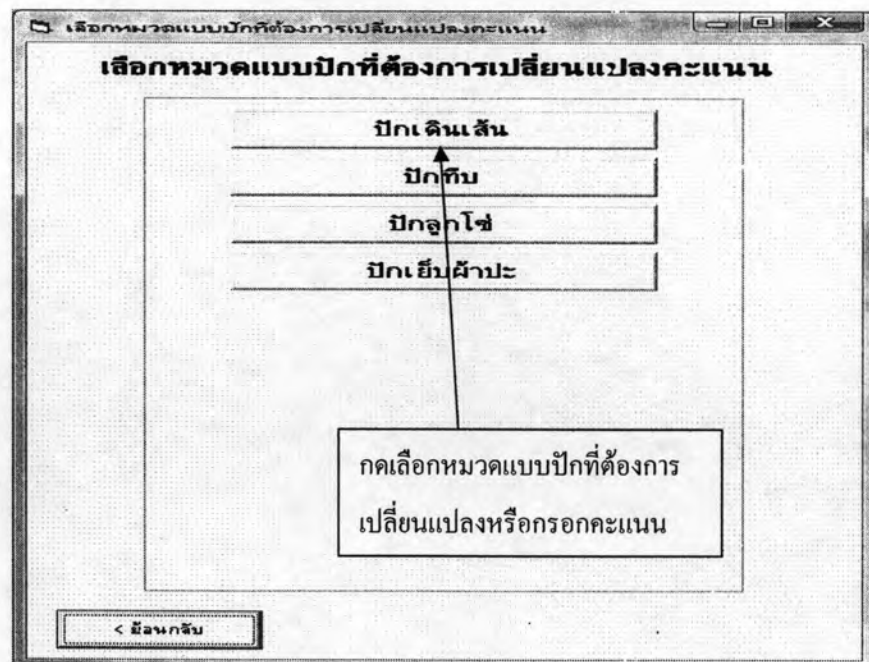 เลือกหมวดแบบปักที่ต้องการเปลี่ยนแปลงคะแนน
เลือกหมวดแบบปักที่ต้องการเปลี่ยนแปลงคะแนน
ปักเดินเส้น
ปักทึบ
ปักลูกโซ่
ปักเย็บผ้าปะ
กดเลือกหมวดแบบปักที่ต้องการ
เปลี่ยนแปลงหรือกรอกคะแนน
< ย้อนกลับ